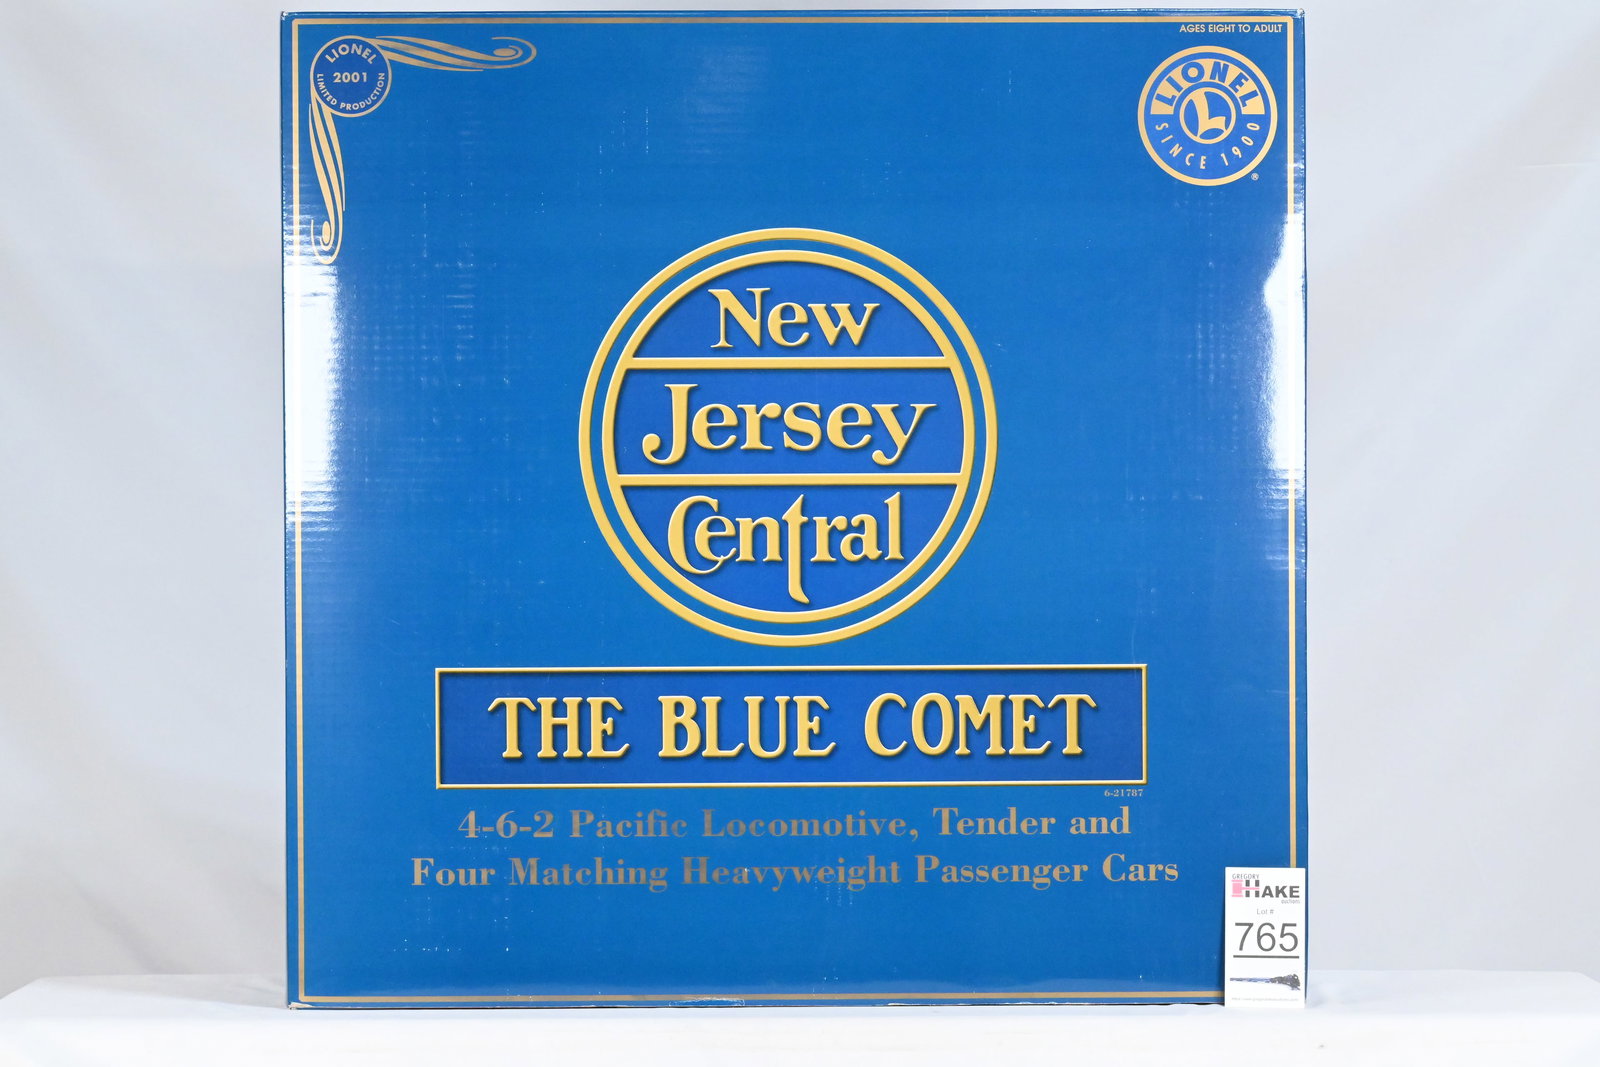 AGES EIGHT TO ADULT
LIONEL
2001
LIMITED PRODUCTION
LIONEL
L
SINCE 1900
®
New
Jersey
Central
THE BLUE COMET
6-21787
4-6-2 Pacific Locomotive, Tender and
Four Matching Heavyweight Passenger Cars
GREGORY
HAKE
auctions
Lot #
765